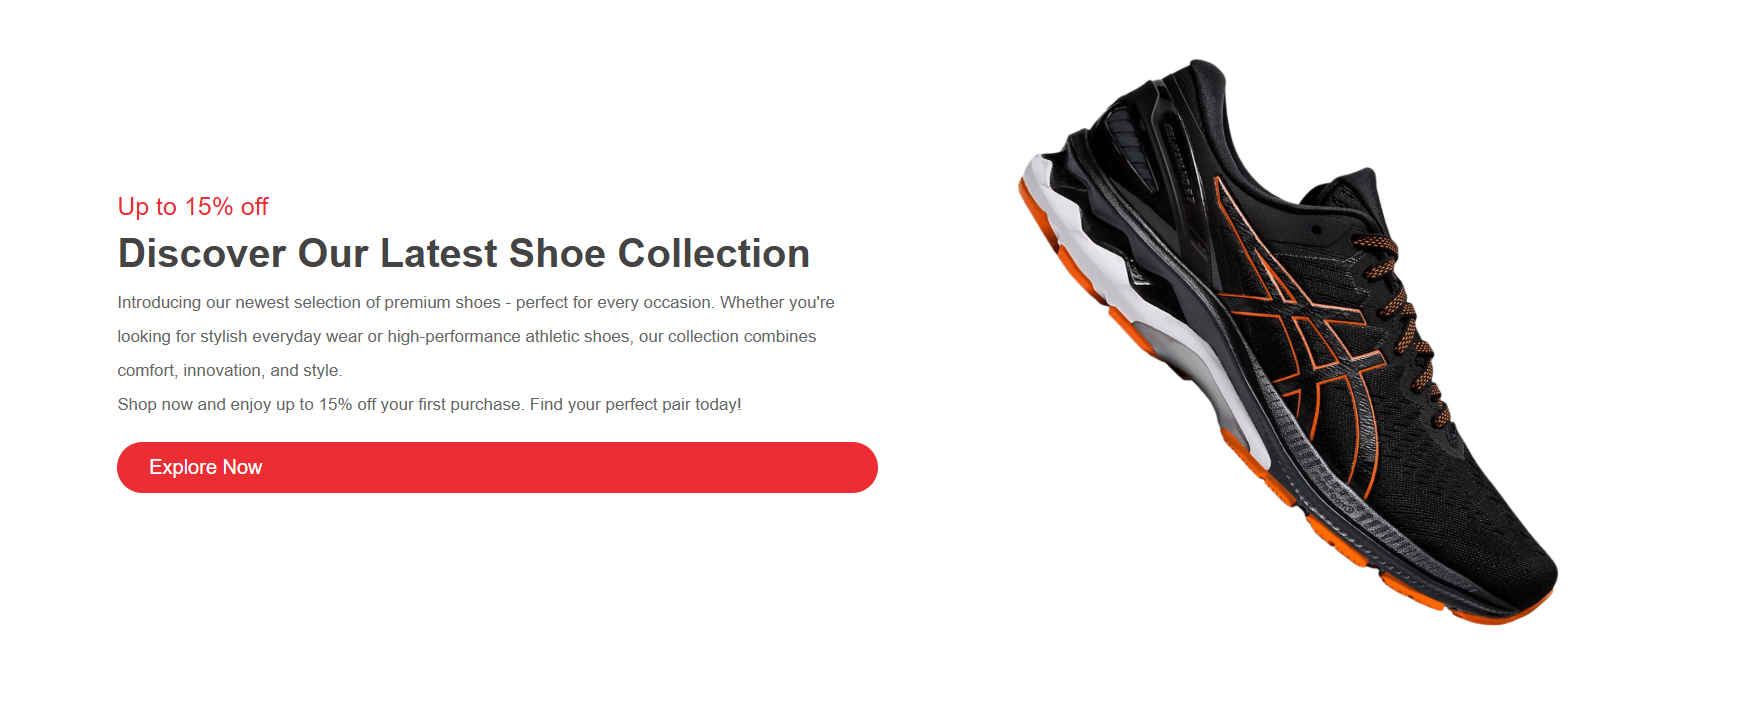 Up to 15% off
Discover Our Latest Shoe Collection
Introducing our newest selection of premium shoes - perfect for every occasion. Whether you're
looking for stylish everyday wear or high-performance athletic shoes, our collection combines
comfort, innovation, and style.
Shop now and enjoy up to 15% off your first purchase. Find your perfect pair today!
Explore Now